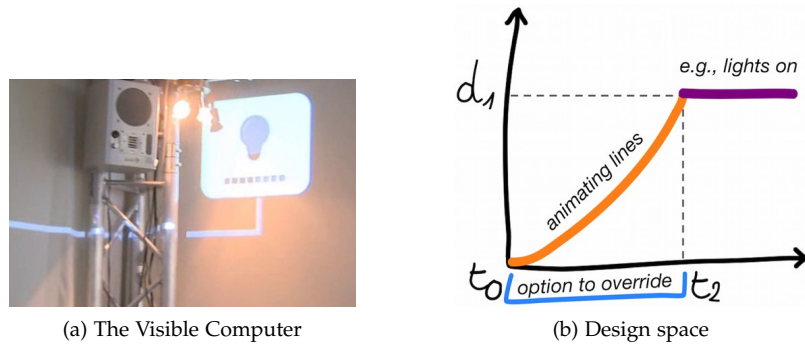 d₁
e.g., lights on
animating lines
t₀
option to override
t₂
(a) The Visible Computer
(b) Design space